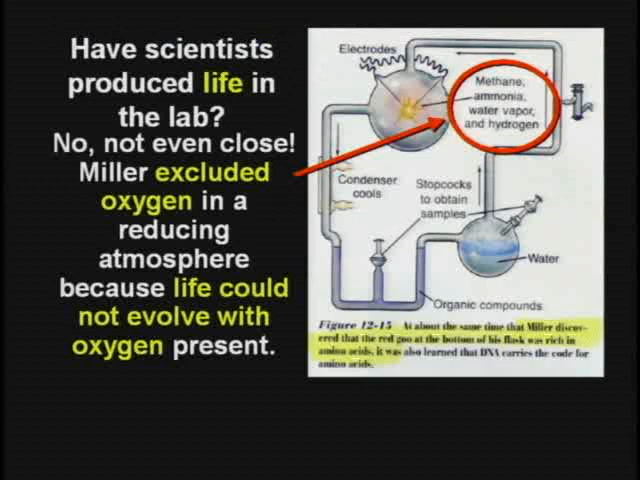 Have scientists
produced life in
the lab?
No, not even close!
Miller excluded
oxygen in a
reducing
atmosphere
because life could
not evolve with
oxygen present.
Electrodes
Methane,
ammonia,
water vapor,
and hydrogen
Condenser
cools
Stopcocks
to obtain
samples
Water
Organic compounds
Figure 12-15 At about the same time that Miller discov-
ered that the red goo at the bottom of his flask was rich in
amino acids, it was also learned that DNA carries the code for
amino acids.